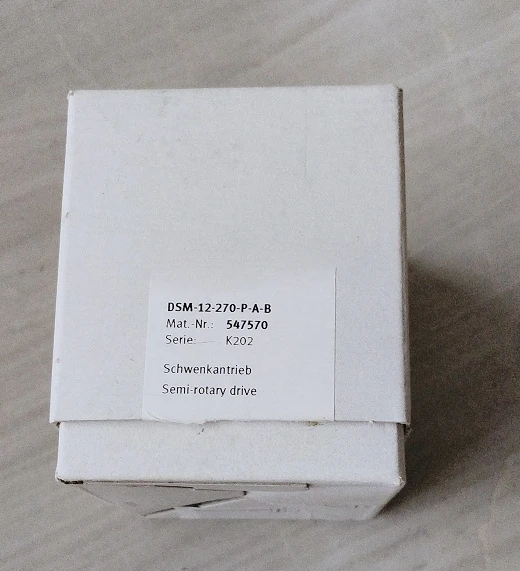 DSM-12-270-P-A-B
Mat.-Nr.: 547570
Serie: K202
Schwenkantrieb
Semi-rotary drive